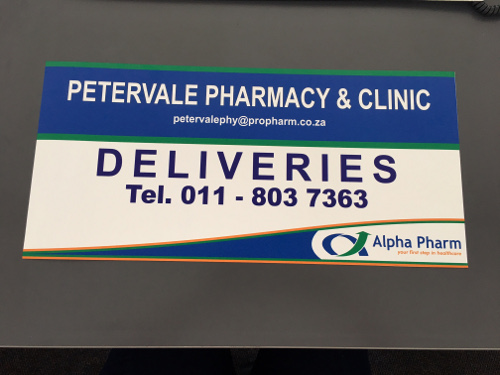 PETERVALE PHARMACY & CLINIC
petervalephy@propharm.co.za
DELIVERIES
Tel. 011 - 803 7363
Alpha Pharm
your first step in healthcare